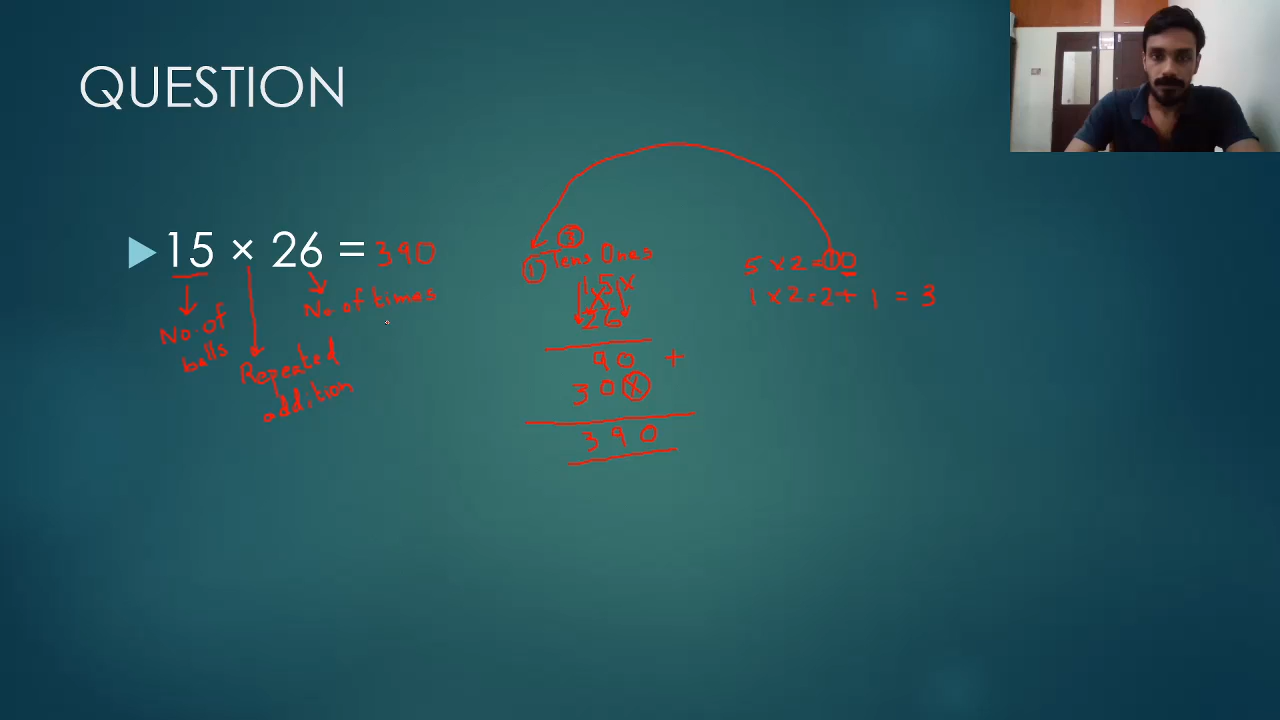 QUESTION
15 × 26 = 390
No. of balls
Repeated addition
No. of times
3
1 Tens Ones
15 ×
26
90 +
30×
390
5 × 2 = 10
1 × 2 = 2 + 1 = 3